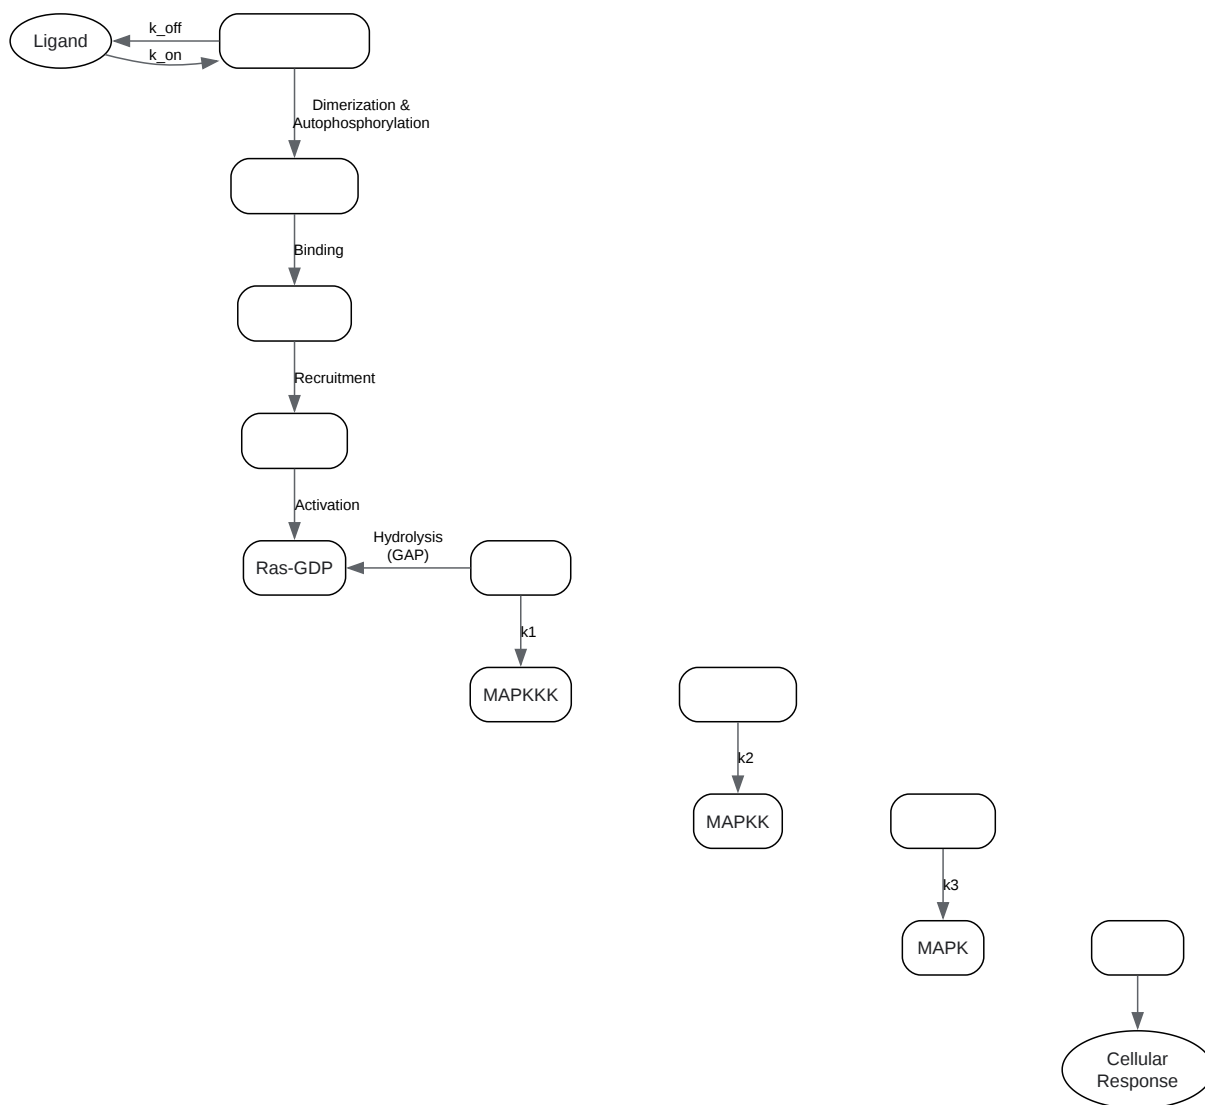 k_off
Ligand
k_on
Dimerization &
Autophosphorylation
Binding
Recruitment
Activation
Hydrolysis
(GAP)
Ras-GDP
k1
MAPKKK
k2
MAPKK
k3
MAPK
Cellular
Response